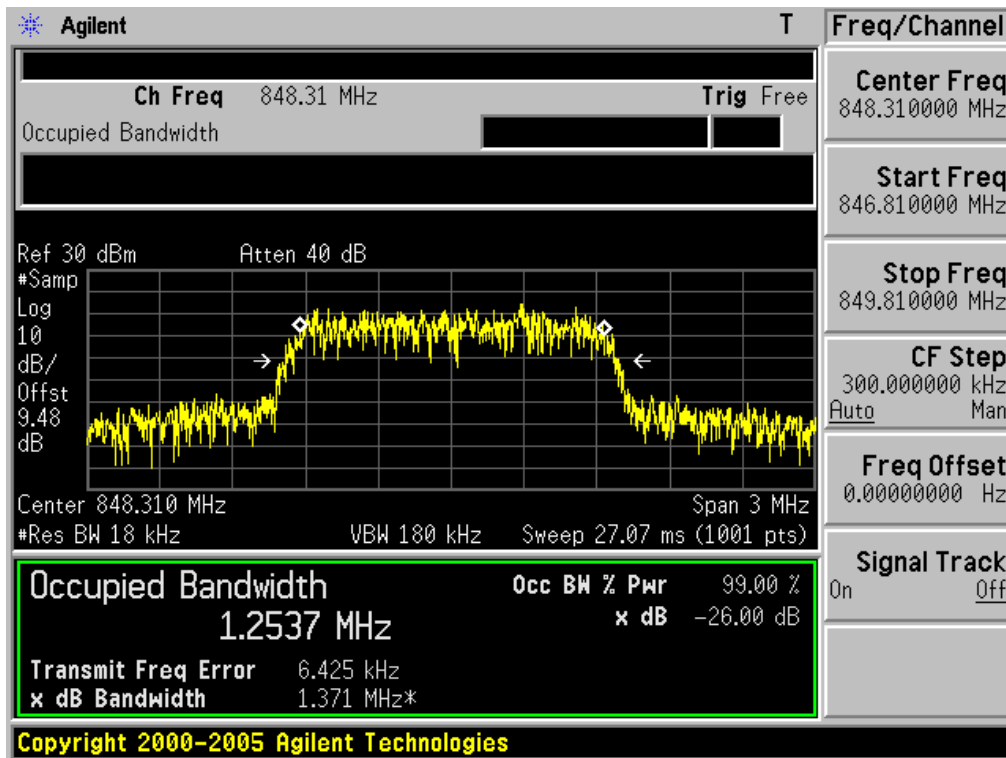 Agilent T
Ch Freq 848.31 MHz Trig Free
Occupied Bandwidth
Ref 30 dBm Atten 40 dB
#Samp
Log
10
dB/
Offst
9.48
dB
Center 848.310 MHz Span 3 MHz
#Res BW 18 kHz VBW 180 kHz Sweep 27.07 ms (1001 pts)
Occupied Bandwidth
1.2537 MHz
Occ BW % Pwr 99.00 %
x dB -26.00 dB
Transmit Freq Error 6.425 kHz
x dB Bandwidth 1.371 MHz*
Copyright 2000-2005 Agilent Technologies
Freq/Channel
Center Freq
848.310000 MHz
Start Freq
846.810000 MHz
Stop Freq
849.810000 MHz
CF Step
300.000000 kHz
Auto Man
Freq Offset
0.00000000 Hz
Signal Track
On Off